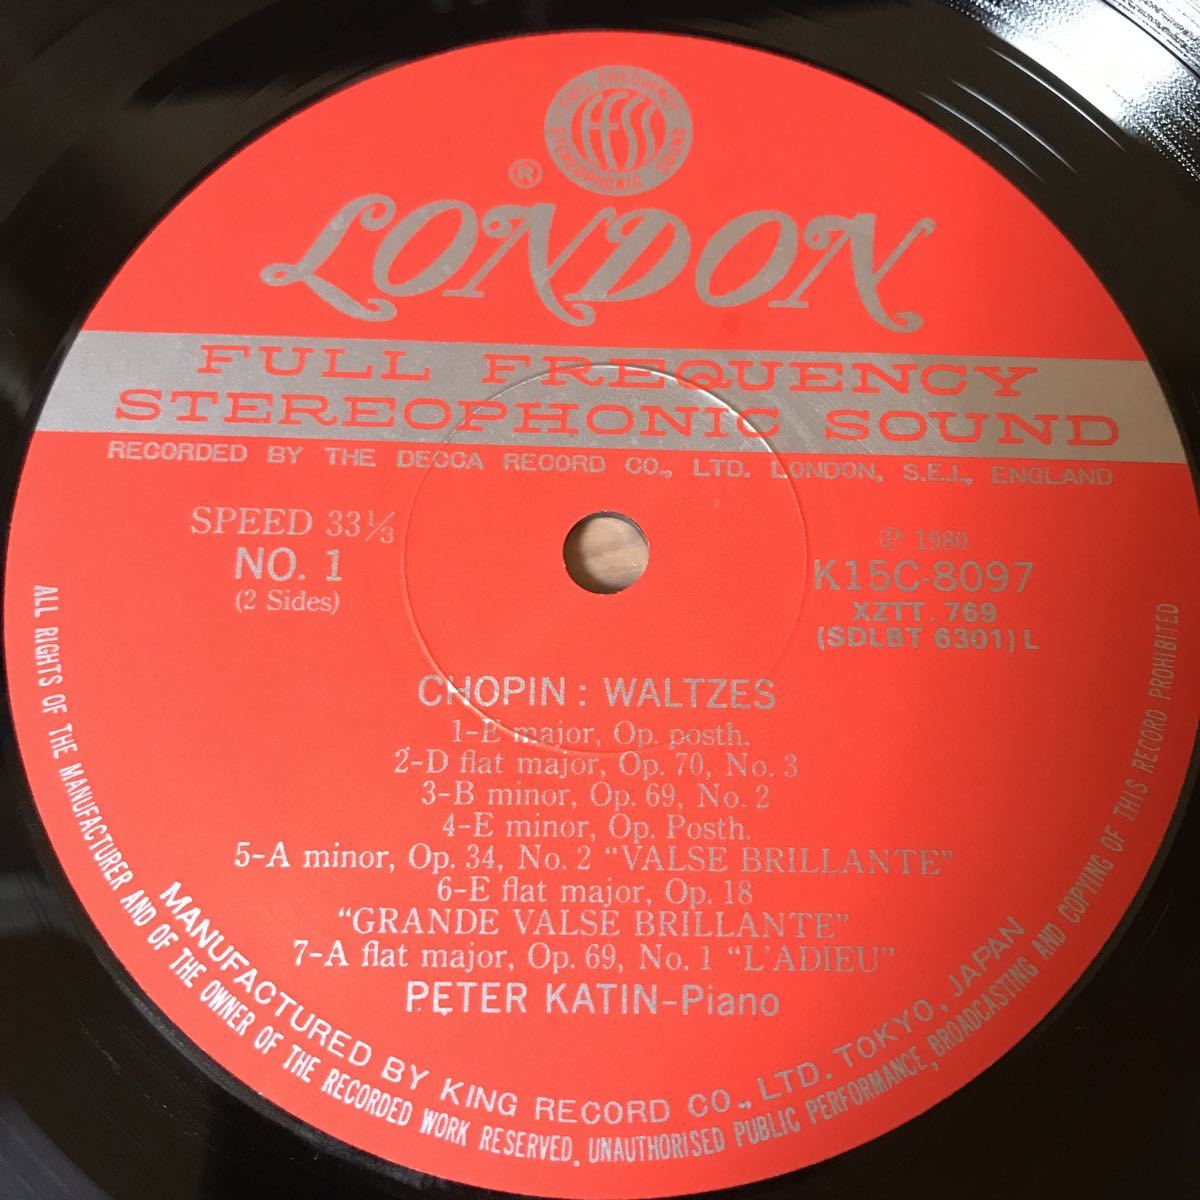 FULL FREQUENCY STEREOPHONIC SOUND
FFSS
®
LONDON
FULL FREQUENCY
STEREOPHONIC SOUND
RECORDED BY THE DECCA RECORD CO., LTD. LONDON, S.E.I., ENGLAND
SPEED 33⅓
NO. 1
(2 Sides)
Ⓟ 1980
K15C-8097
XZTT. 769
(SDLBT 6301) L
CHOPIN : WALTZES
1-E major, Op. posth.
2-D flat major, Op. 70, No. 3
3-B minor, Op. 69, No. 2
4-E minor, Op. Posth.
5-A minor, Op. 34, No. 2 “VALSE BRILLANTE”
6-E flat major, Op. 18
“GRANDE VALSE BRILLANTE”
7-A flat major, Op. 69, No. 1 “L'ADIEU”
PETER KATIN-Piano
MANUFACTURED BY KING RECORD CO., LTD. TOKYO, JAPAN
ALL RIGHTS OF THE MANUFACTURER AND OF THE OWNER OF THE RECORDED WORK RESERVED. UNAUTHORISED PUBLIC PERFORMANCE, BROADCASTING AND COPYING OF THIS RECORD PROHIBITED